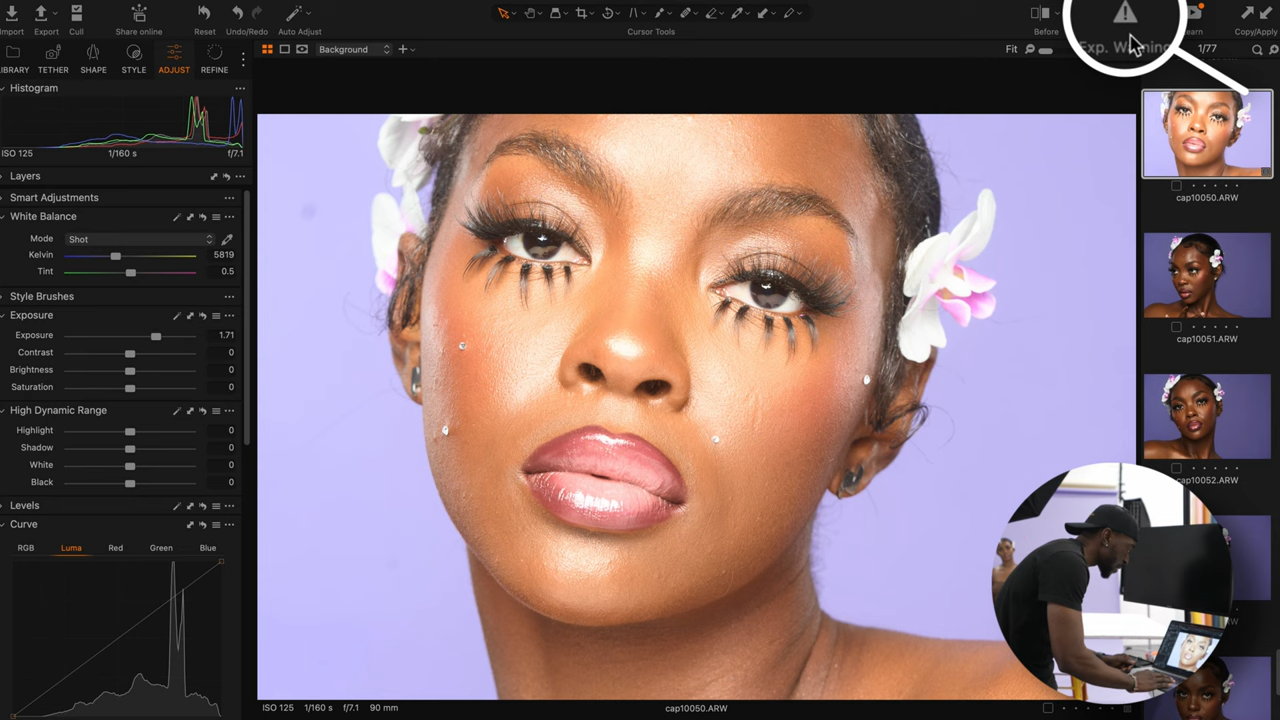 Import Export Cull Share online Reset Undo/Redo Auto Adjust Cursor Tools Before Exp. Warning Learn Copy/Apply
Background Fit 1/77
LIBRARY TETHER SHAPE STYLE ADJUST REFINE
Histogram
ISO 125 1/160 s f/7.1
Layers
Smart Adjustments
White Balance
Mode Shot
Kelvin 5819
Tint 0.5
Style Brushes
Exposure
Exposure 1.71
Contrast 0
Brightness 0
Saturation 0
High Dynamic Range
Highlight 0
Shadow 0
White 0
Black 0
Levels
Curve
RGB Luma Red Green Blue
ISO 125 1/160 s f/7.1 90 mm cap10050.ARW
cap10050.ARW
cap10051.ARW
cap10052.ARW